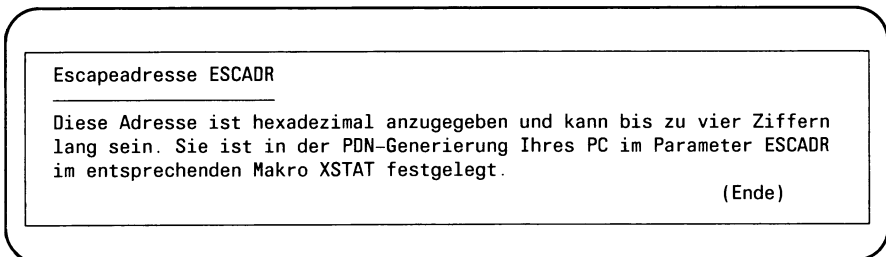 Escapeadresse ESCADR
Diese Adresse ist hexadezimal anzugegeben und kann bis zu vier Ziffern
lang sein. Sie ist in der PDN–Generierung Ihres PC im Parameter ESCADR
im entsprechenden Makro XSTAT festgelegt.
(Ende)